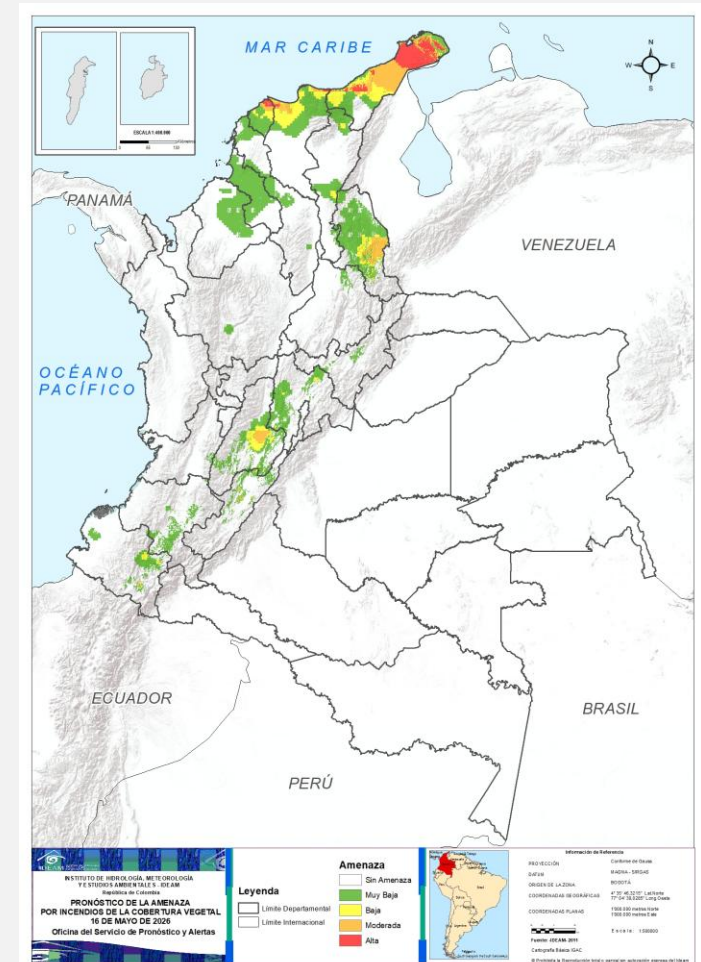 MAR CARIBE
N
W
E
S
PANAMÁ
VENEZUELA
OCÉANO
PACÍFICO
ECUADOR
BRASIL
PERÚ
IDEAM
INSTITUTO DE HIDROLOGÍA, METEOROLOGÍA
Y ESTUDIOS AMBIENTALES - IDEAM
República de Colombia
PRONÓSTICO DE LA AMENAZA
POR INCENDIOS DE LA COBERTURA VEGETAL
16 DE MAYO DE 2026
Oficina del Servicio de Pronóstico y Alertas
Leyenda
Límite Departamental
Límite Internacional
Amenaza
Sin Amenaza
Muy Baja
Baja
Moderada
Alta
Información de Referencia
PROYECCIÓN
DATUM
MAGNA - SIRGAS
ORIGEN DE LA ZONA
BOGOTÁ
COORDENADAS GEOGRÁFICAS
COORDENADAS PLANAS
Cartografía Básica: IGAC